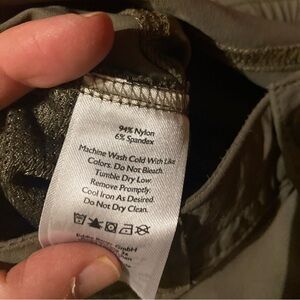 94% Nylon
6% Spandex
Machine Wash Cold With Like
Colors. Do Not Bleach.
Tumble Dry Low.
Remove Promptly.
Cool Iron As Desired.
Do Not Dry Clean.
GmbH